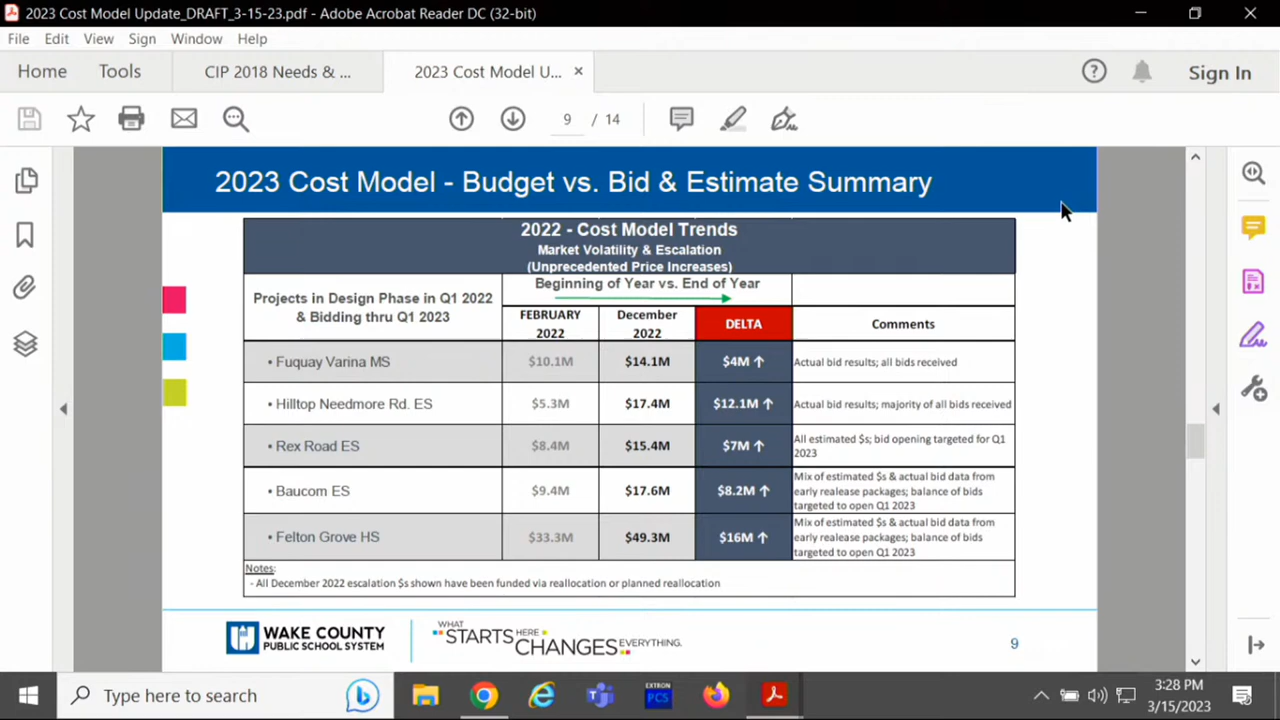 2023 Cost Model Update_DRAFT_3-15-23.pdf - Adobe Acrobat Reader DC (32-bit)
File Edit View Sign Window Help
Home Tools CIP 2018 Needs & ... 2023 Cost Model U... × Sign In
9 / 14
2023 Cost Model - Budget vs. Bid & Estimate Summary
2022 - Cost Model Trends
Market Volatility & Escalation
(Unprecedented Price Increases)
Projects in Design Phase in Q1 2022
& Bidding thru Q1 2023
Beginning of Year vs. End of Year
FEBRUARY
2022
December
2022
DELTA
Comments
• Fuquay Varina MS $10.1M $14.1M $4M ↑ Actual bid results; all bids received
• Hilltop Needmore Rd. ES $5.3M $17.4M $12.1M ↑ Actual bid results; majority of all bids received
• Rex Road ES $8.4M $15.4M $7M ↑ All estimated $s; bid opening targeted for Q1
2023
• Baucom ES $9.4M $17.6M $8.2M ↑ Mix of estimated $s & actual bid data from
early realease packages; balance of bids
targeted to open Q1 2023
• Felton Grove HS $33.3M $49.3M $16M ↑ Mix of estimated $s & actual bid data from
early realease packages; balance of bids
targeted to open Q1 2023
Notes:
- All December 2022 escalation $s shown have been funded via reallocation or planned reallocation
WAKE COUNTY
PUBLIC SCHOOL SYSTEM
WHAT
STARTS HERE
CHANGES EVERYTHING.
9
Type here to search
EXTRON
PCS
3:28 PM
3/15/2023